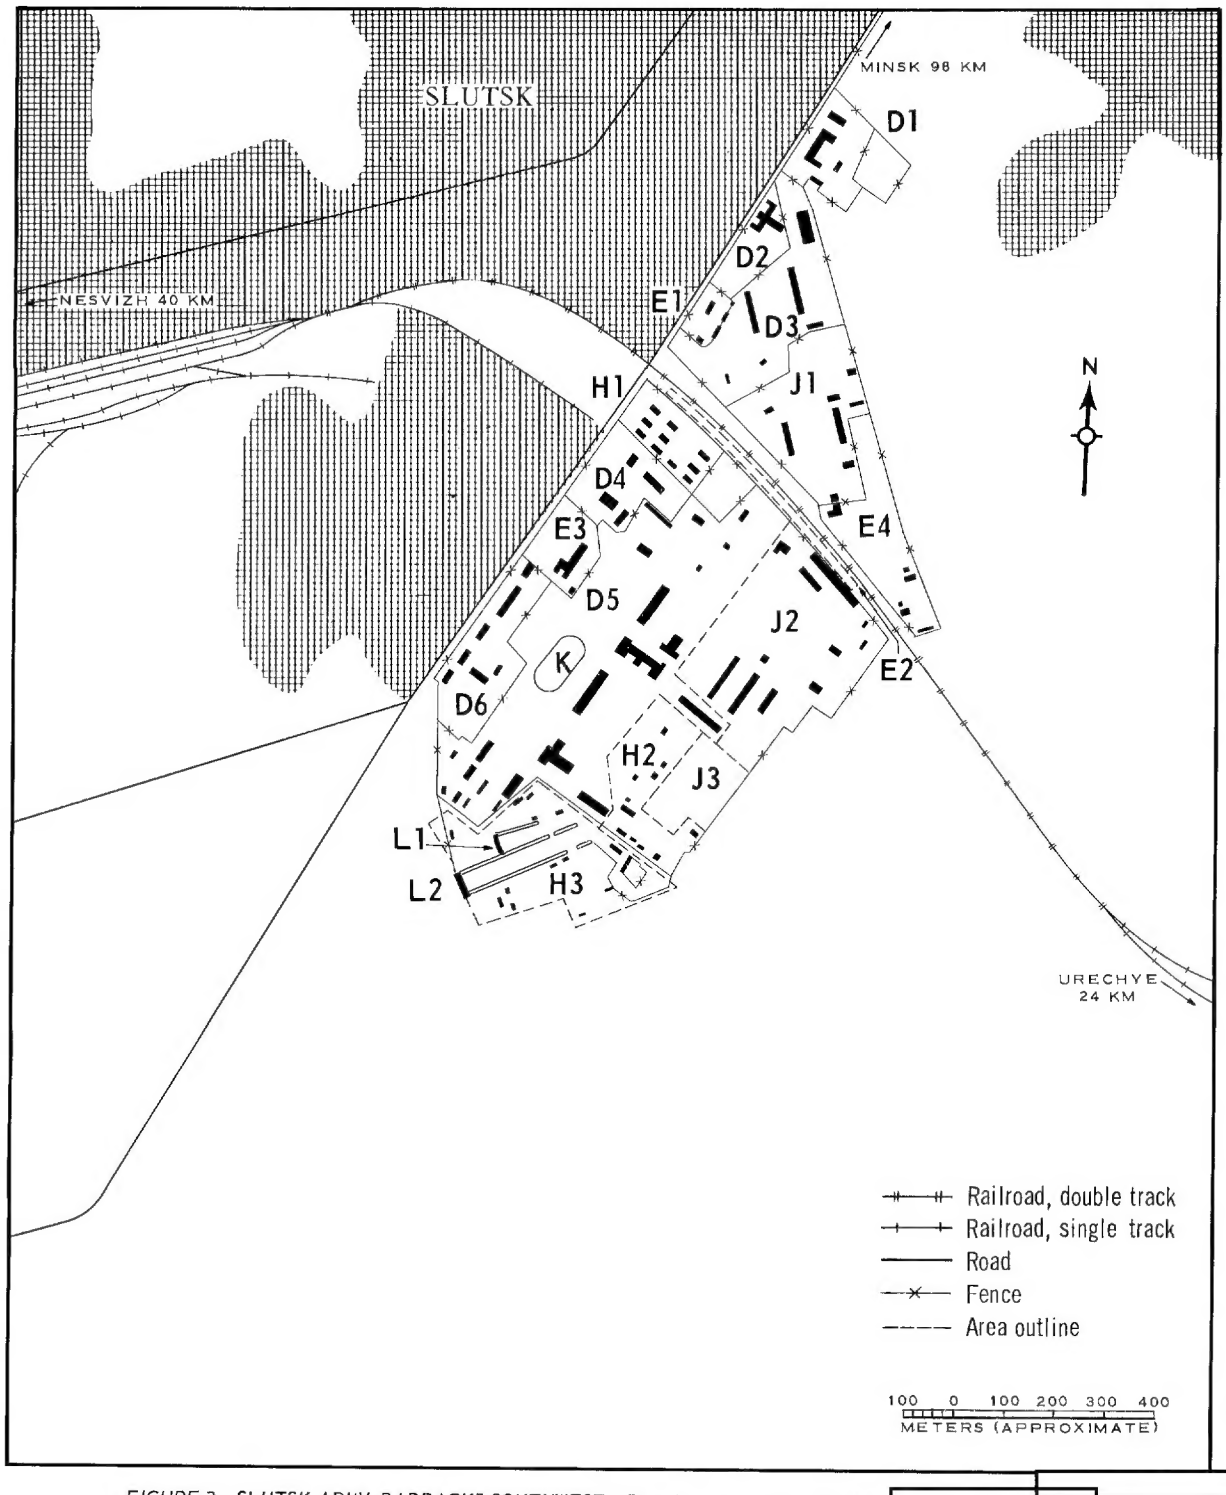 MINSK 98 KM
D1
SLUTSK
D2
NESVIZH 40 KM
E1
D3
N
H1
J1
D4
E3
E4
D5
J2
K
E2
D6
H2
J3
L1
L2
H3
URECHYE
24 KM
Railroad, double track
Railroad, single track
Road
Fence
Area outline
100 0 100 200 300 400
METERS (APPROXIMATE)